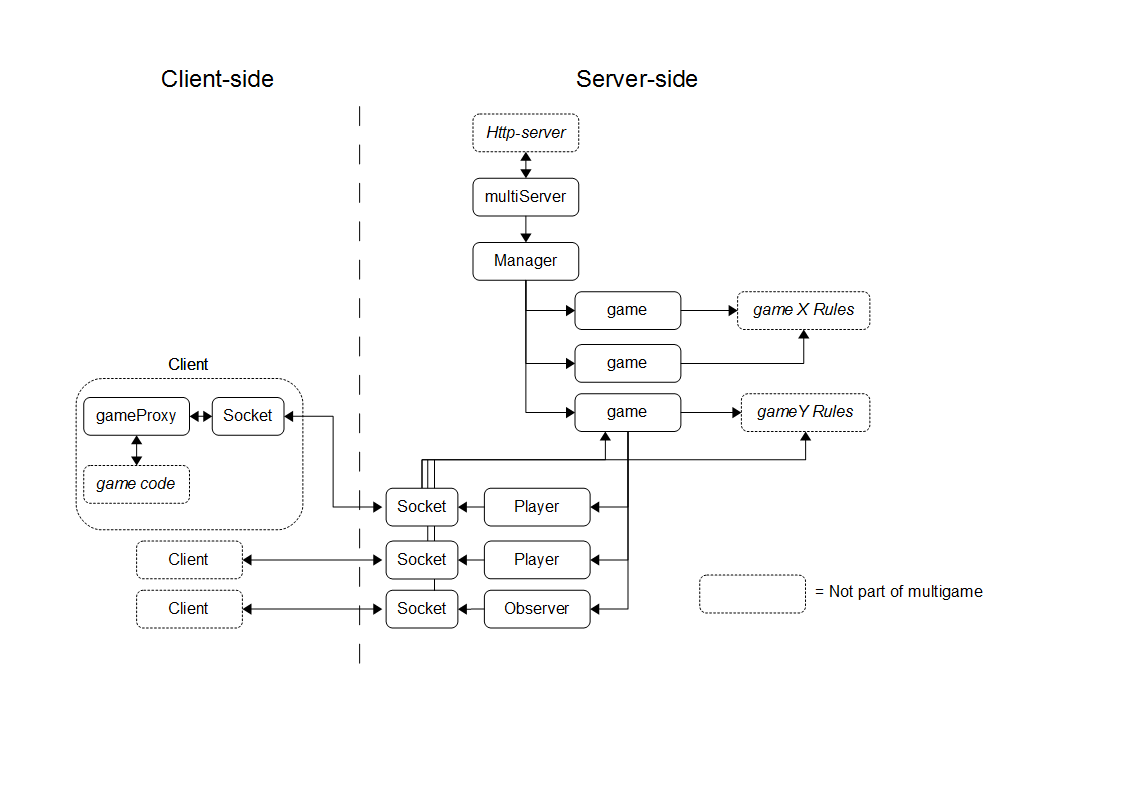 Client-side
Server-side
Http-server
multiServer
Manager
game
game X Rules
game
game
gameY Rules
Client
gameProxy
Socket
game code
Socket
Player
Client
Socket
Player
Client
Socket
Observer
= Not part of multigame